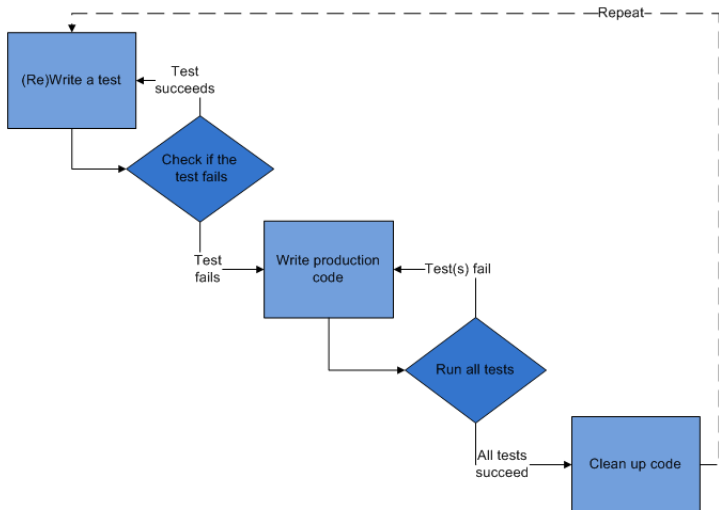 Repeat
(Re)Write a test
Test
succeeds
Check if the
test fails
Test
fails
Write production
code
Test(s) fail
Run all tests
All tests
succeed
Clean up code